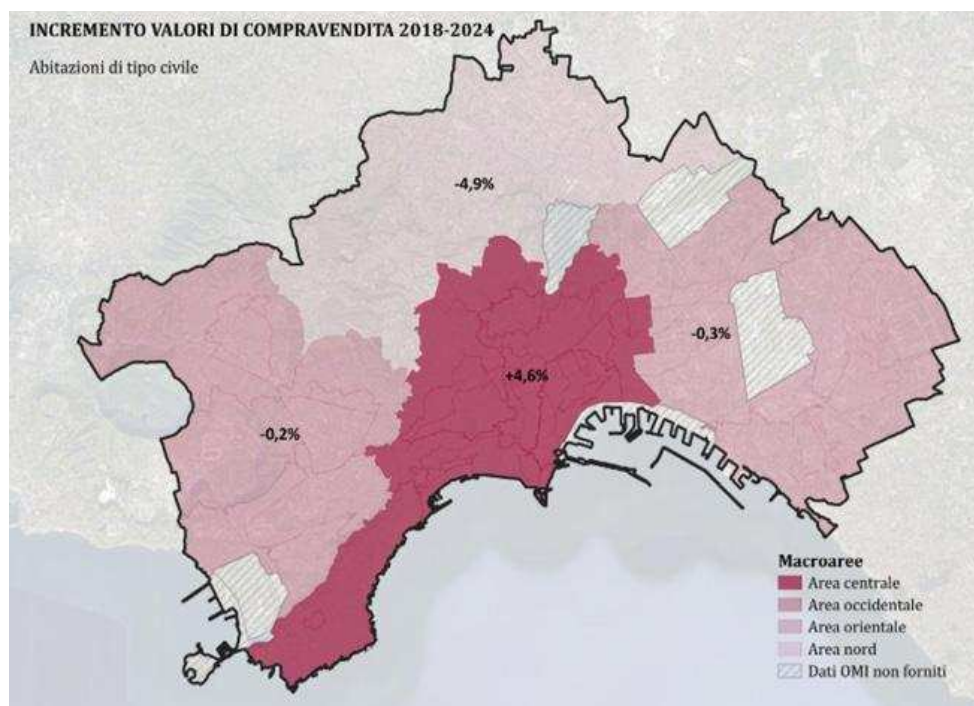 INCREMENTO VALORI DI COMPRAVENDITA 2018-2024
Abitazioni di tipo civile
-4,9%
-0,3%
+4,6%
-0,2%
Macroaree
Area centrale
Area occidentale
Area orientale
Area nord
Dati OMI non forniti